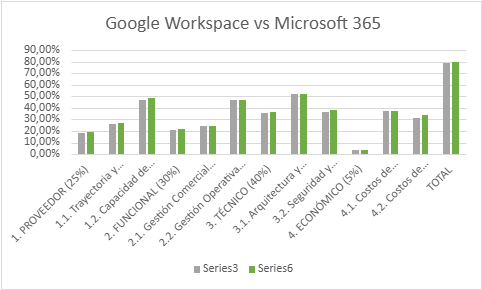 Google Workspace vs Microsoft 365
90,00%
80,00%
70,00%
60,00%
50,00%
40,00%
30,00%
20,00%
10,00%
0,00%
1. PROVEEDOR (25%)
1.1. Trayectoria y...
1.2. Capacidad de...
2. FUNCIONAL (30%)
2.1. Gestión Comercial...
2.2. Gestión Operativa...
3. TÉCNICO (40%)
3.1. Arquitectura y...
3.2. Seguridad y...
4. ECONÓMICO (5%)
4.1. Costos de...
4.2. Costos de...
TOTAL
Series3
Series6